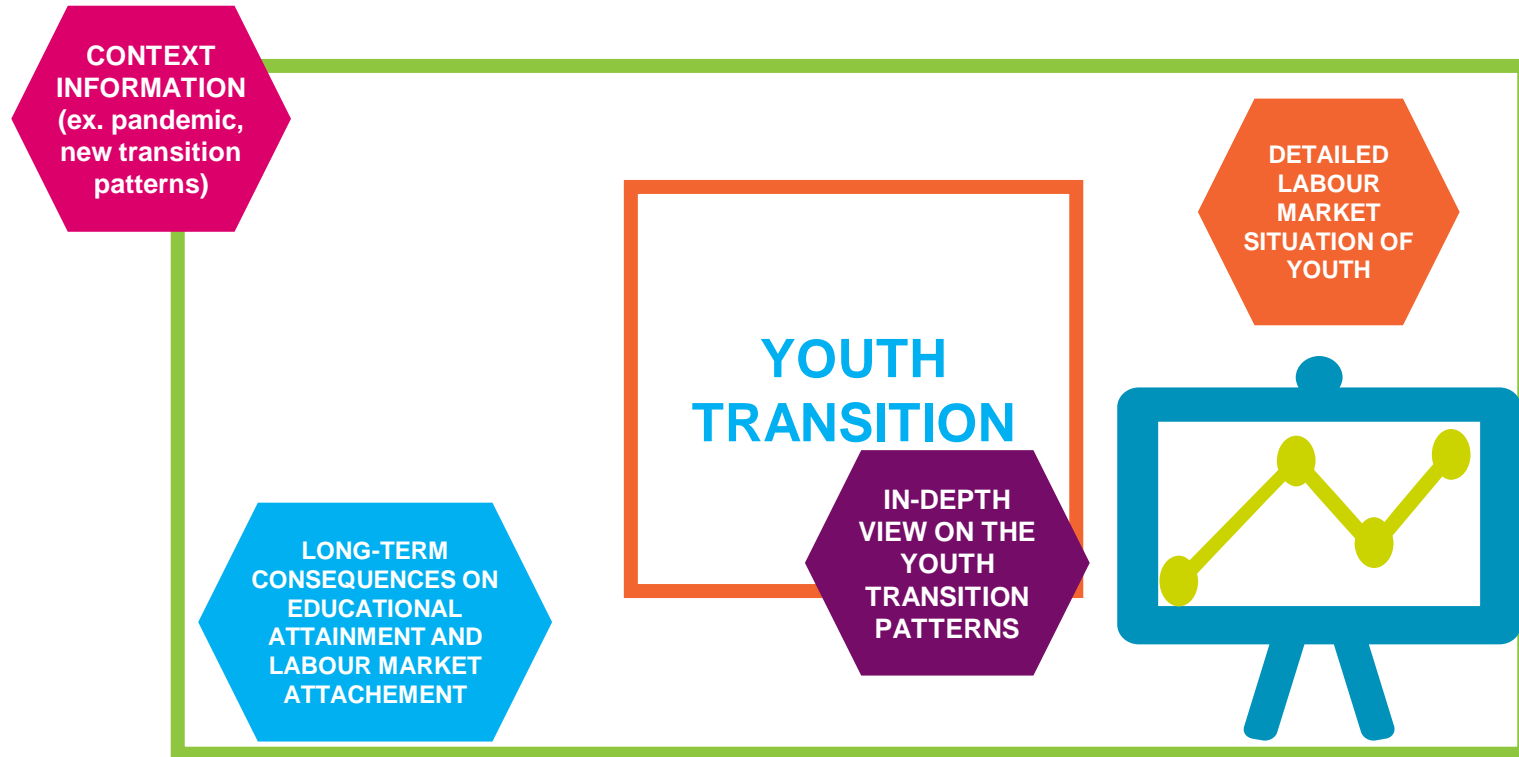 CONTEXT
INFORMATION
(ex. pandemic,
new transition
patterns)
DETAILED
LABOUR
MARKET
SITUATION OF
YOUTH
YOUTH
TRANSITION
IN-DEPTH
VIEW ON THE
YOUTH
TRANSITION
PATTERNS
LONG-TERM
CONSEQUENCES ON
EDUCATIONAL
ATTAINMENT AND
LABOUR MARKET
ATTACHEMENT